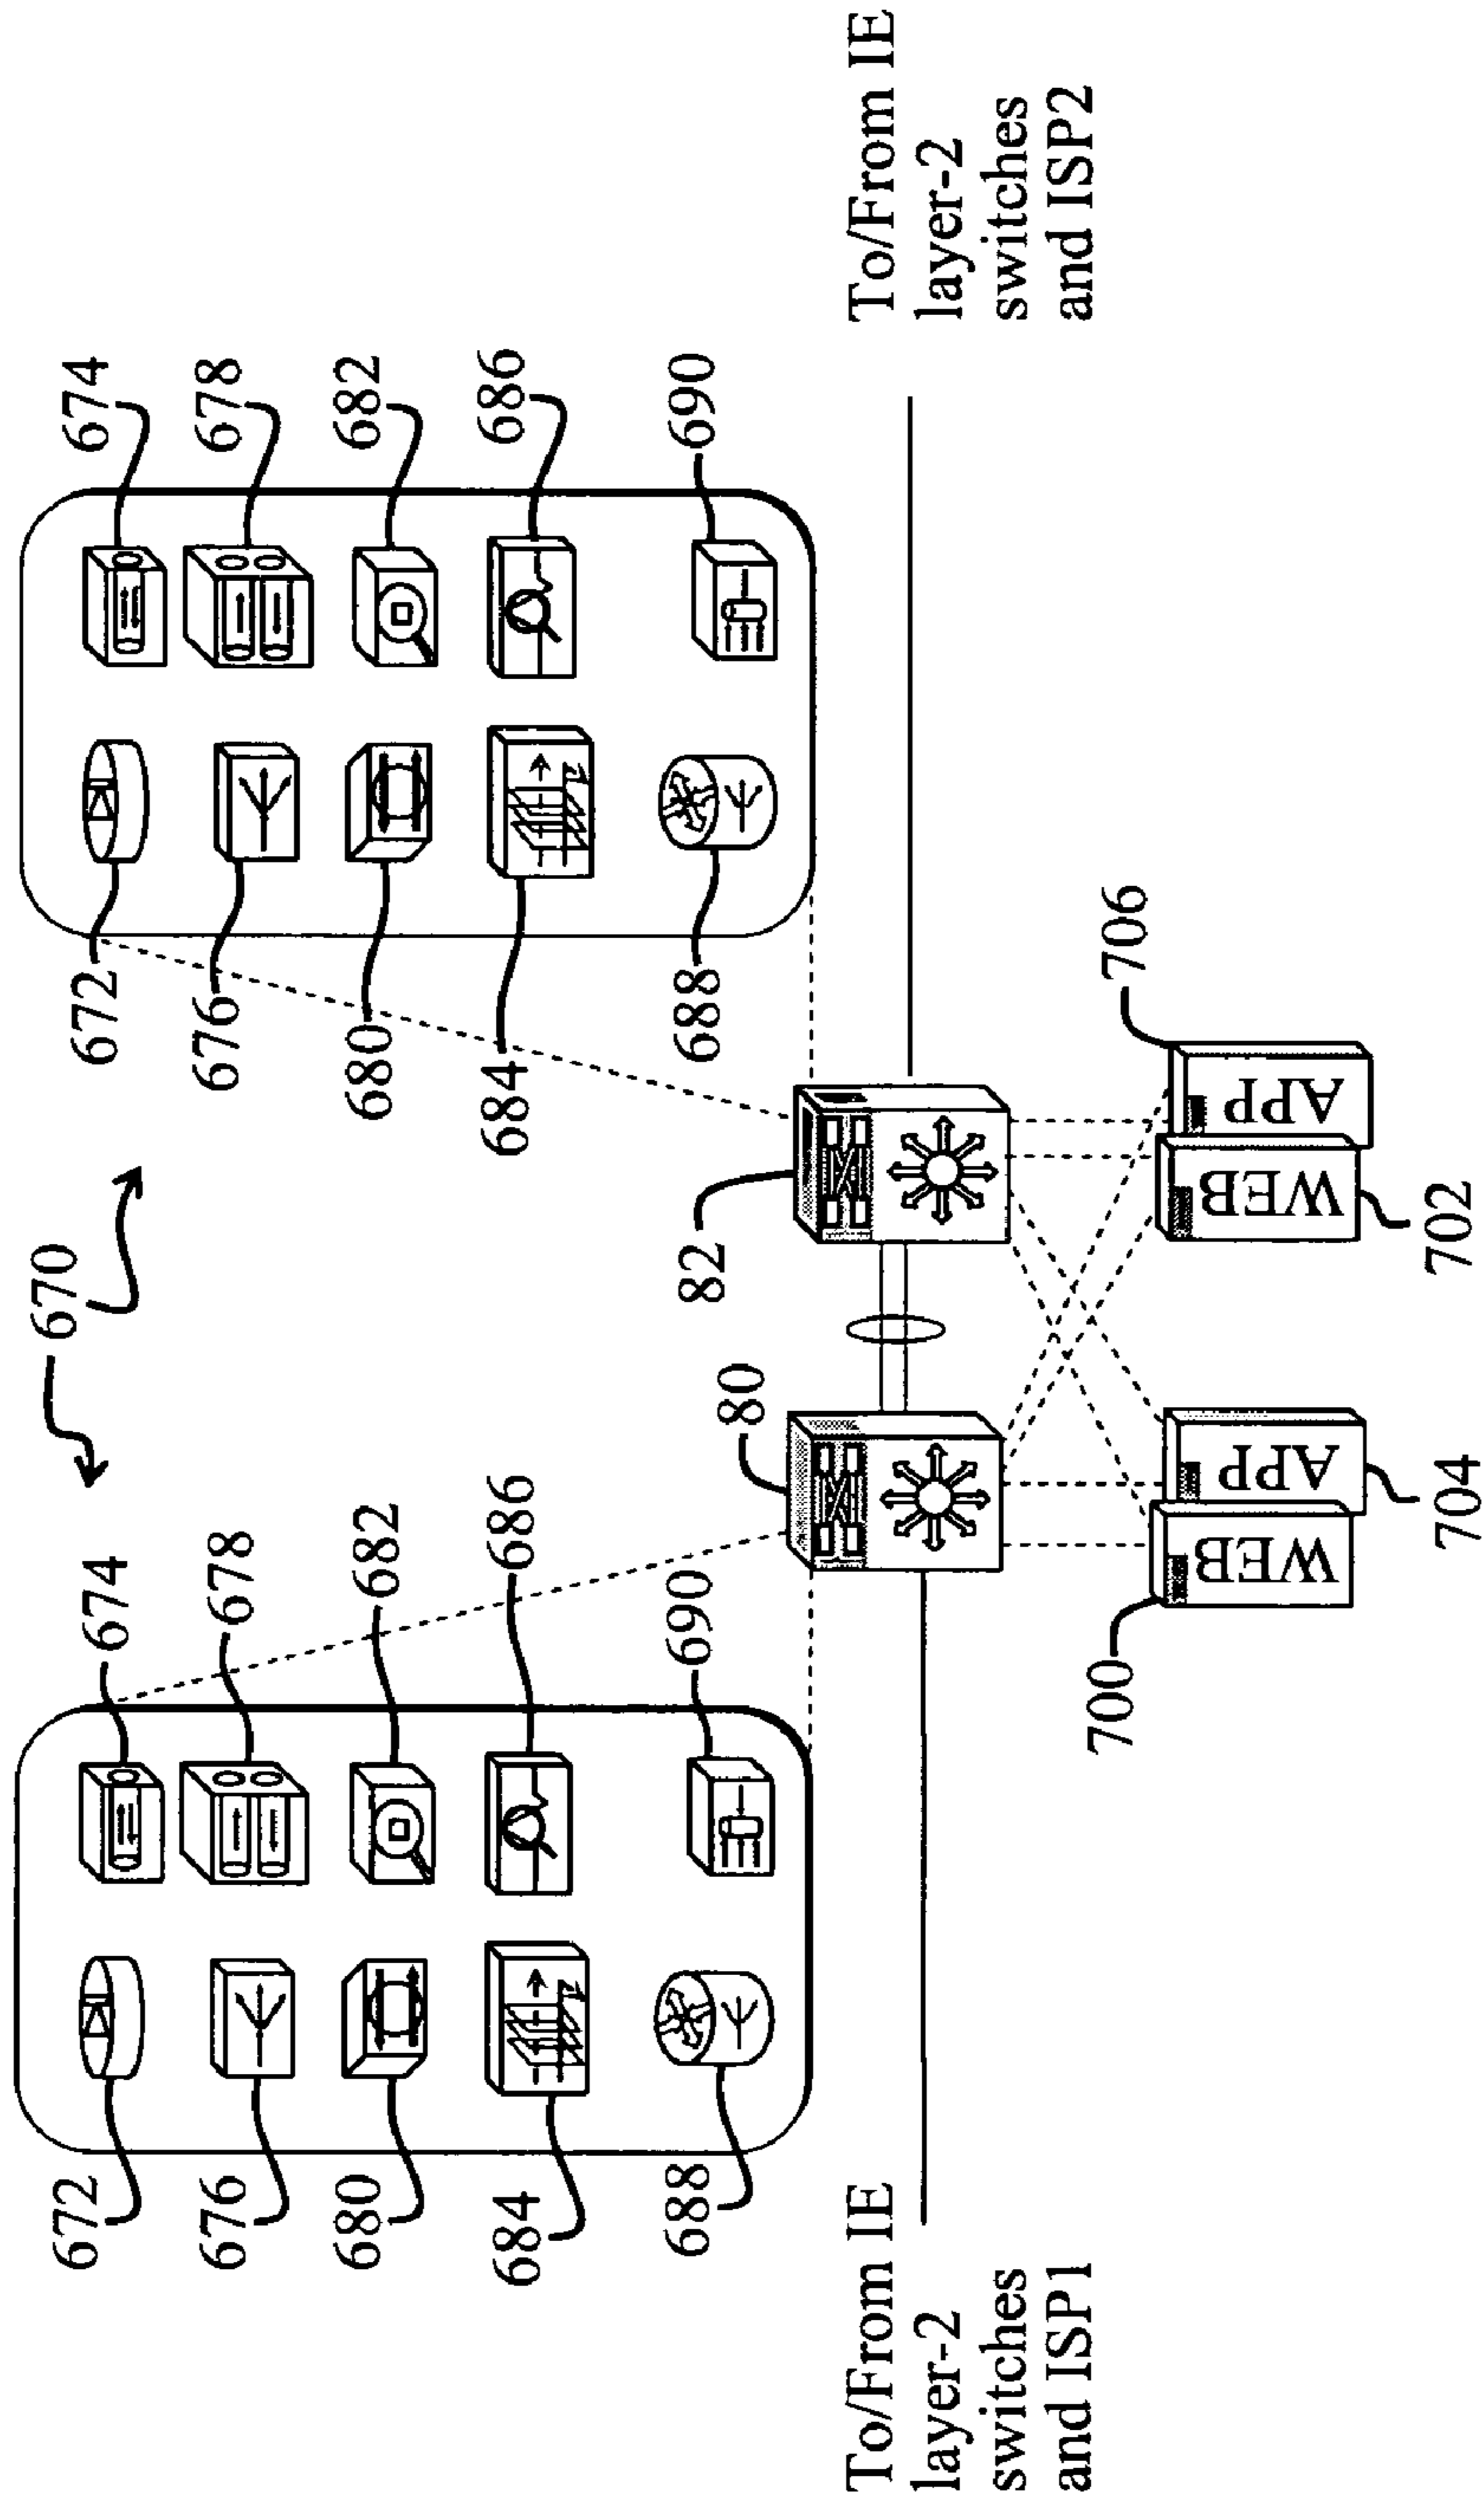 670
674
678
682
686
690
672
676
680
684
688
80
To/From IE
layer-2
switches
and ISP1
674
678
682
686
690
672
676
680
684
688
82
To/From IE
layer-2
switches
and ISP2
WEB
APP
700
704
WEB
APP
702
706